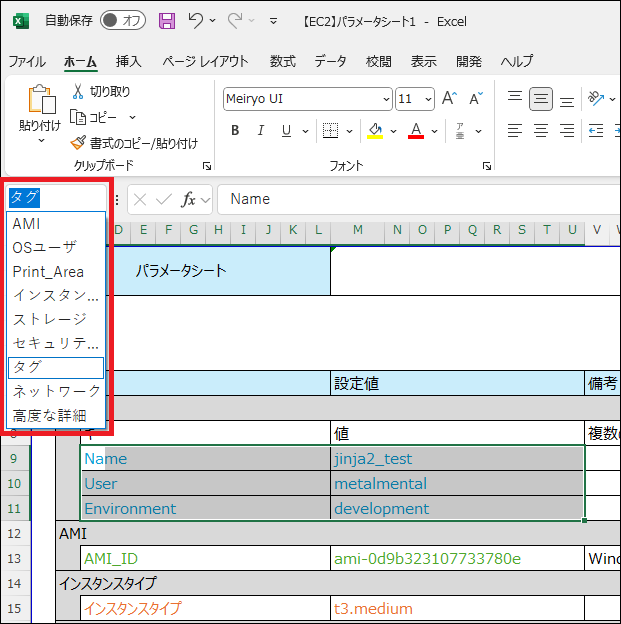 自動保存 オフ 【EC2】パラメータシート1 - Excel
ファイル ホーム 挿入 ページ レイアウト 数式 データ 校閲 表示 開発 ヘルプ
貼り付け
切り取り
コピー
書式のコピー/貼り付け
クリップボード
Meiryo UI 11 A A
B I U A
フォント
タグ fx Name
AMI
OSユーザ
Print_Area
インスタン...
ストレージ
セキュリテ...
タグ
ネットワーク
高度な詳細
D E F G H I J K L M N O P Q R S T U V
パラメータシート
設定値 備考
値
9 Name jinja2_test
10 User metalmental
11 Environment development
12 AMI
13 AMI_ID ami-0d9b323107733780e Wind
14 インスタンスタイプ
15 インスタンスタイプ t3.medium